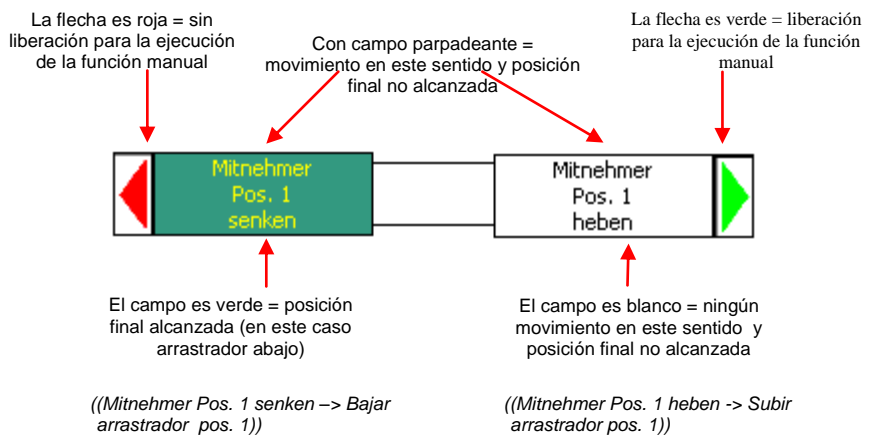 La flecha es roja = sin
liberación para la ejecución
de la función manual
Con campo parpadeante =
movimiento en este sentido y posición
final no alcanzada
La flecha es verde = liberación
para la ejecución de la función
manual
Mitnehmer
Pos. 1
senken
Mitnehmer
Pos. 1
heben
El campo es verde = posición
final alcanzada (en este caso
arrastrador abajo)
El campo es blanco = ningún
movimiento en este sentido y
posición final no alcanzada
((Mitnehmer Pos. 1 senken –> Bajar
arrastrador pos. 1))
((Mitnehmer Pos. 1 heben -> Subir
arrastrador pos. 1))